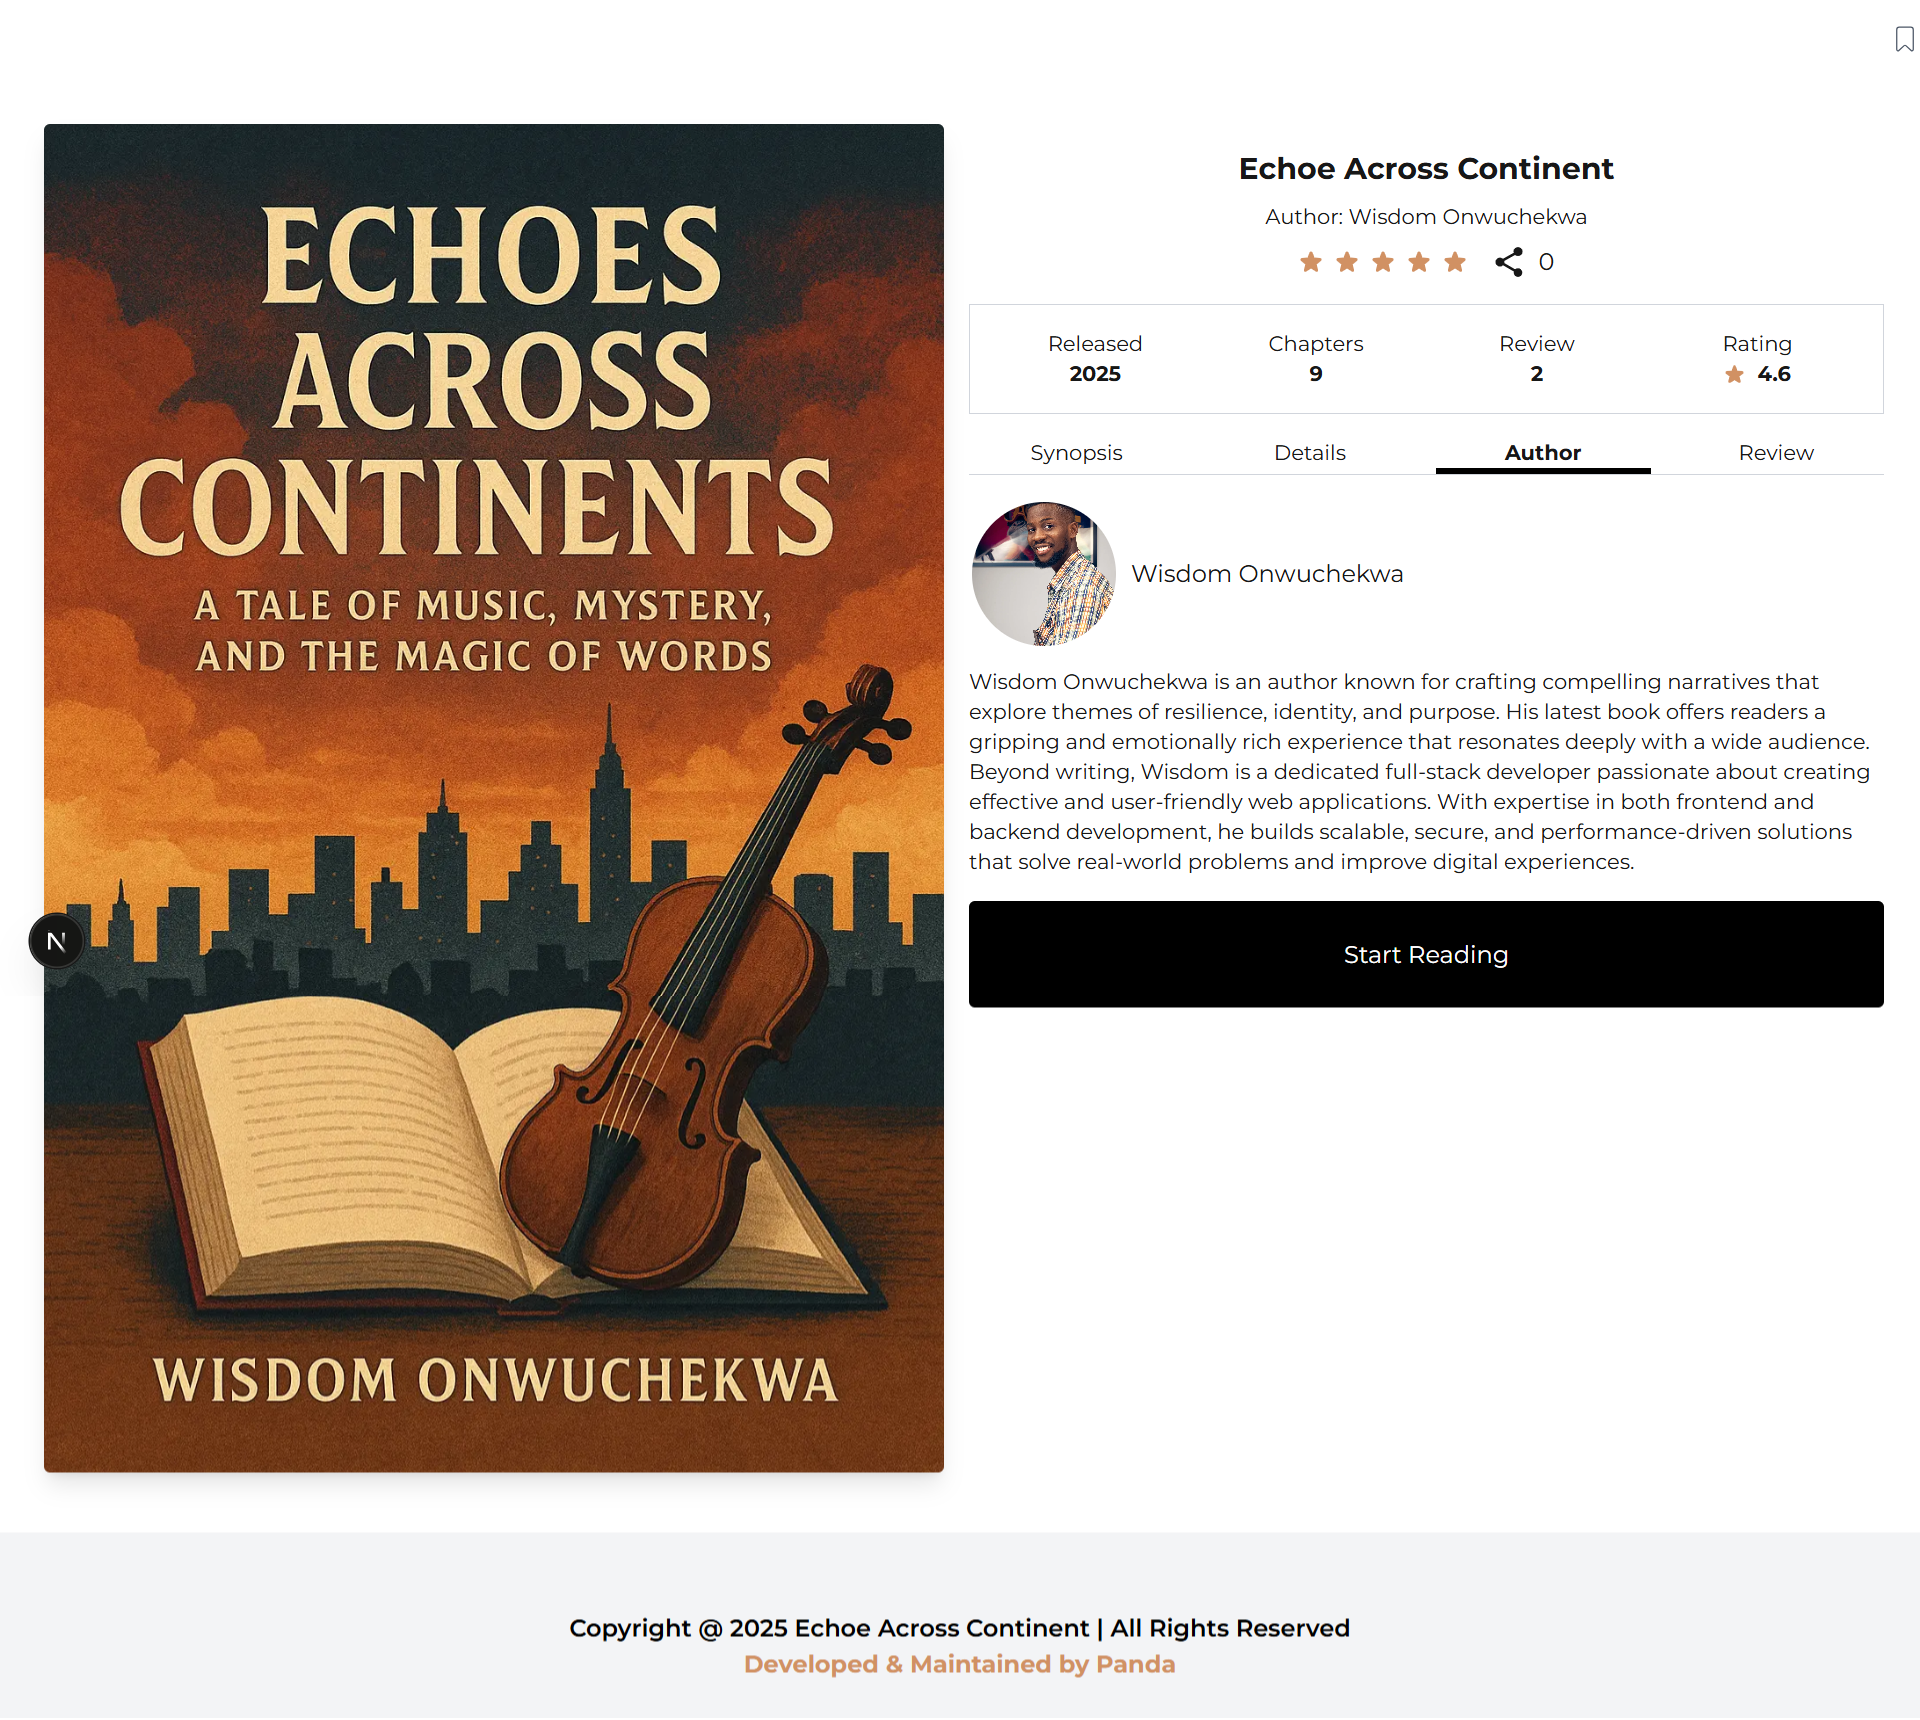 ECHOES
ACROSS
CONTINENTS
A TALE OF MUSIC, MYSTERY,
AND THE MAGIC OF WORDS
WISDOM ONWUCHEKWA
N
Echoe Across Continent
Author: Wisdom Onwuchekwa
0
Released Chapters Review Rating
2025 9 2 4.6
Synopsis Details Author Review
Wisdom Onwuchekwa
Wisdom Onwuchekwa is an author known for crafting compelling narratives that
explore themes of resilience, identity, and purpose. His latest book offers readers a
gripping and emotionally rich experience that resonates deeply with a wide audience.
Beyond writing, Wisdom is a dedicated full-stack developer passionate about creating
effective and user-friendly web applications. With expertise in both frontend and
backend development, he builds scalable, secure, and performance-driven solutions
that solve real-world problems and improve digital experiences.
Start Reading
Copyright @ 2025 Echoe Across Continent | All Rights Reserved
Developed & Maintained by Panda